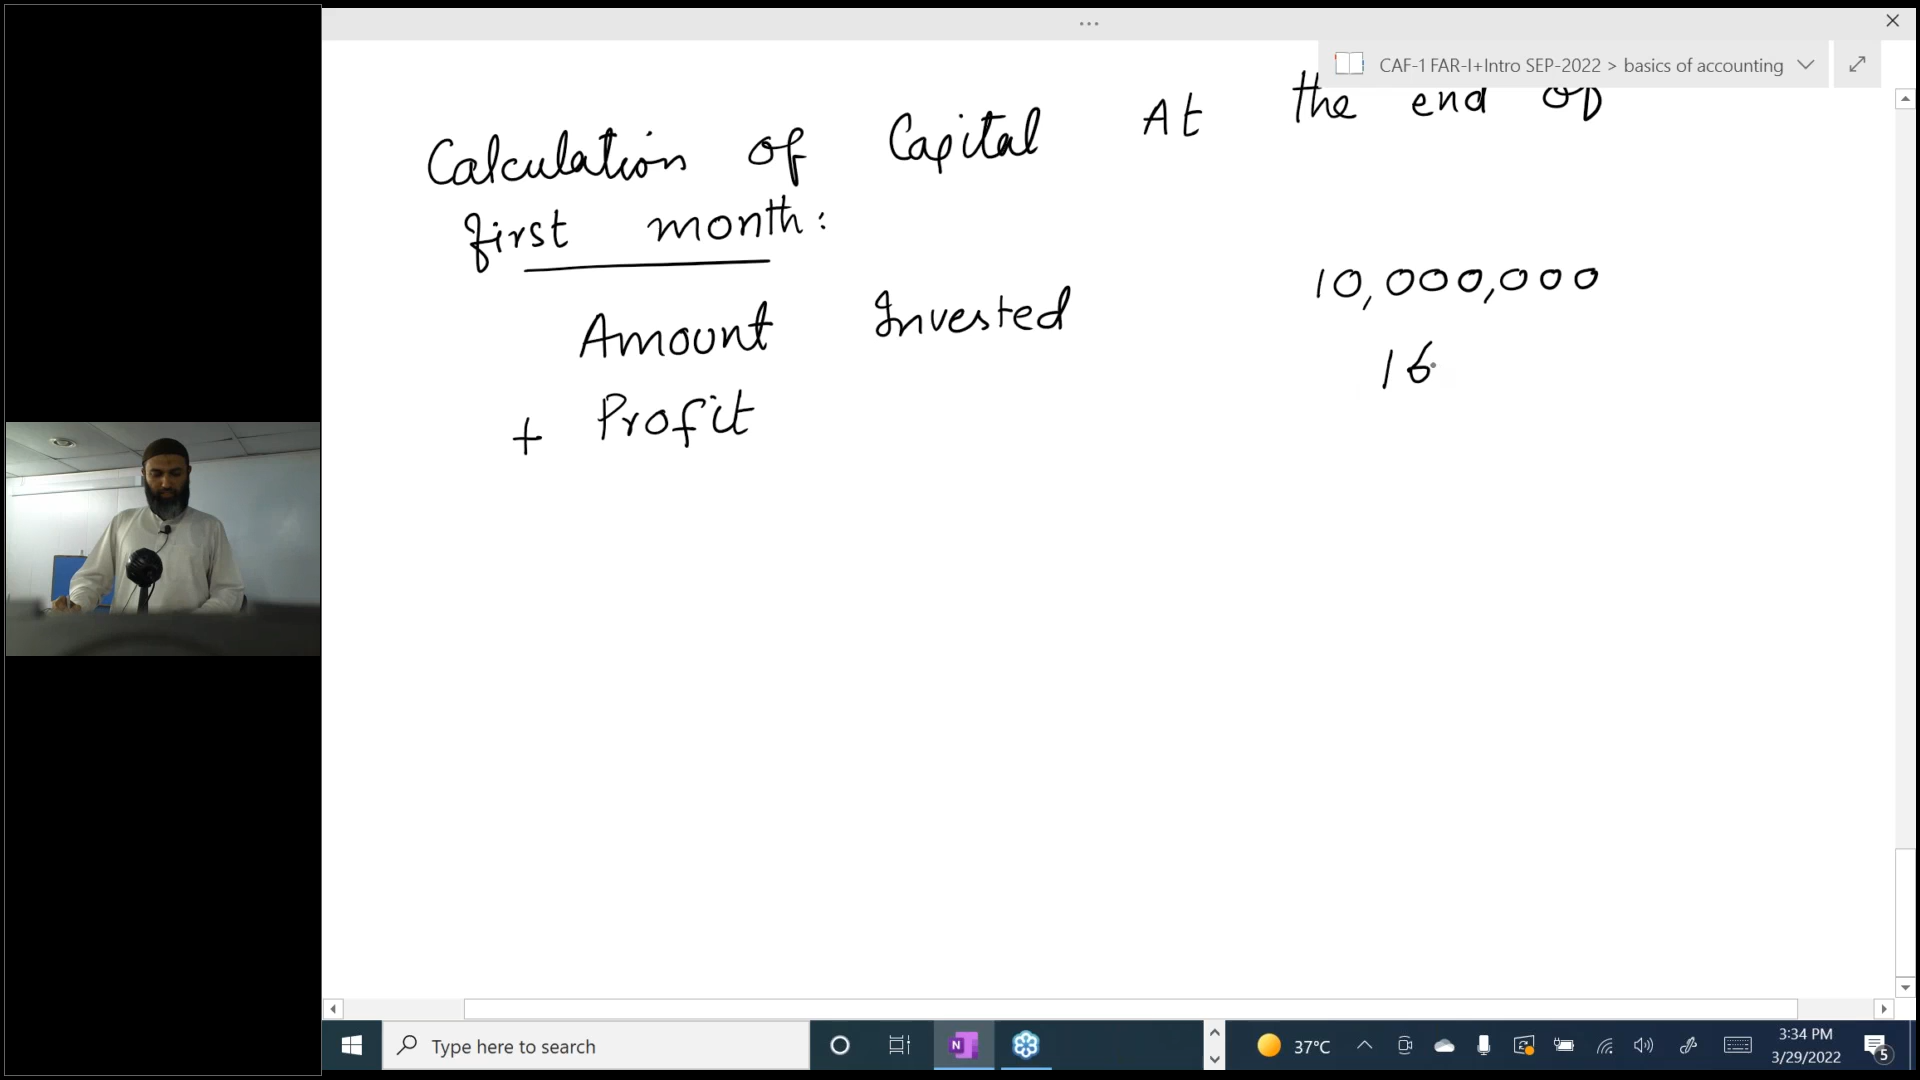 CAF-1 FAR-I+Intro SEP-2022 > basics of accounting
Calculation of Capital At the end of
first month:
Amount Invested 10,000,000
+ Profit 16
Type here to search
N
37°C
3:34 PM
3/29/2022
5